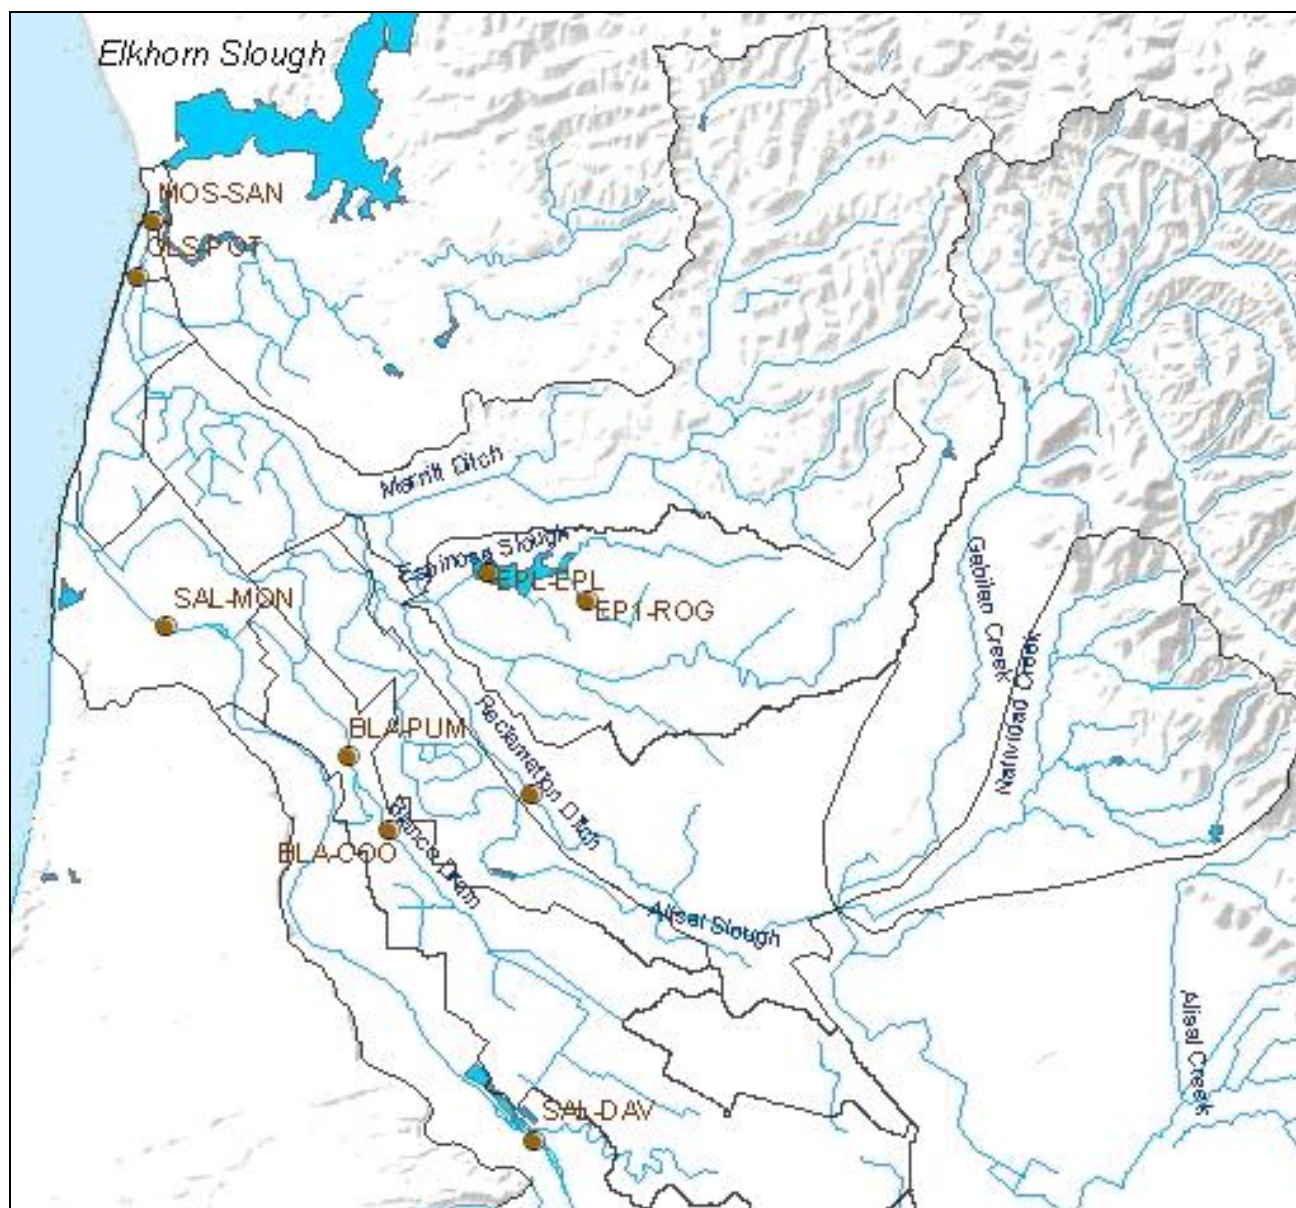 Elkhorn Slough
MOS-SAN
OLS-POT
Merritt Ditch
Espinosa Slough
EPL-EPL
EP1-ROG
SAL-MON
Gabilan Creek
Natividad Creek
Reclamation Ditch
BLA-PUM
BLA-COO
Blanco Drain
Alisal Slough
Alisal Creek
SAL-DAV